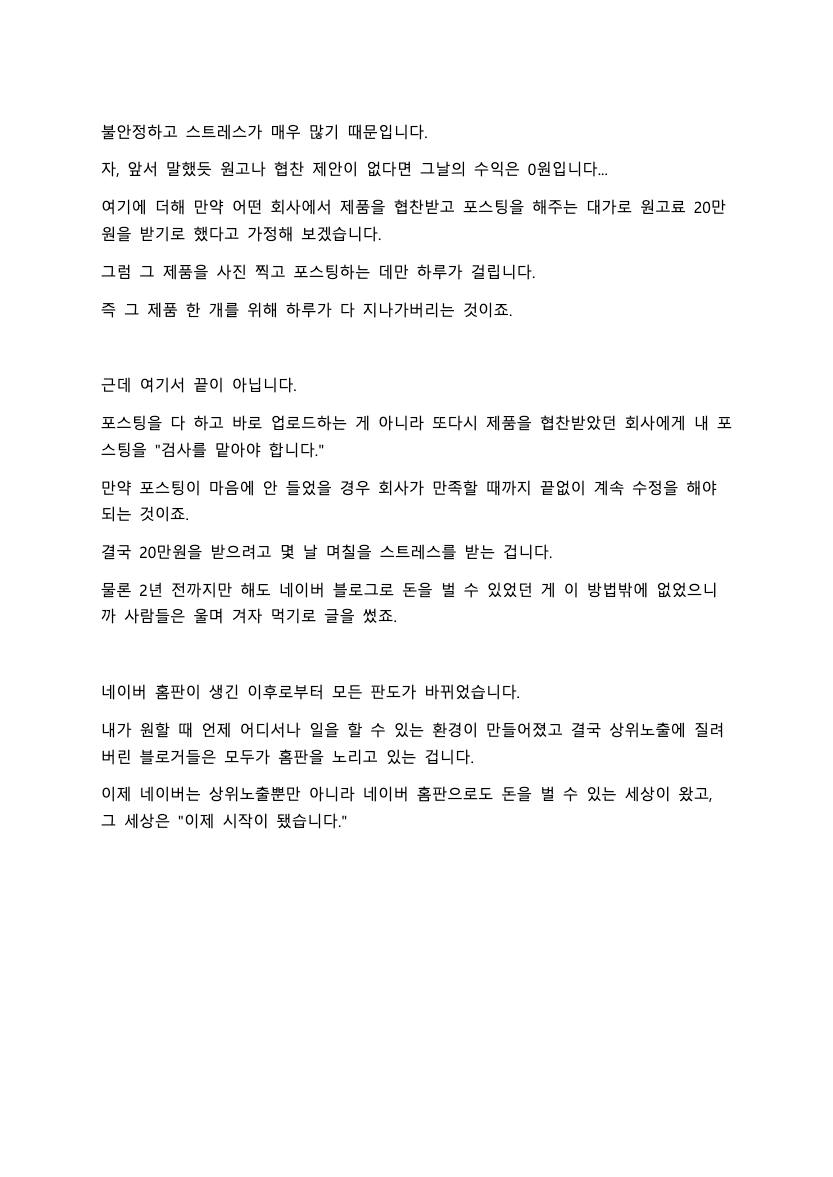 불안정하고 스트레스가 매우 많기 때문입니다.
자, 앞서 말했듯 원고나 협찬 제안이 없다면 그날의 수익은 0원입니다...
여기에 더해 만약 어떤 회사에서 제품을 협찬받고 포스팅을 해주는 대가로 원고료 20만
원을 받기로 했다고 가정해 보겠습니다.
그럼 그 제품을 사진 찍고 포스팅하는 데만 하루가 걸립니다.
즉 그 제품 한 개를 위해 하루가 다 지나가버리는 것이죠.
근데 여기서 끝이 아닙니다.
포스팅을 다 하고 바로 업로드하는 게 아니라 또다시 제품을 협찬받았던 회사에게 내 포
스팅을 "검사를 맡아야 합니다."
만약 포스팅이 마음에 안 들었을 경우 회사가 만족할 때까지 끝없이 계속 수정을 해야
되는 것이죠.
결국 20만원을 받으려고 몇 날 며칠을 스트레스를 받는 겁니다.
물론 2년 전까지만 해도 네이버 블로그로 돈을 벌 수 있었던 게 이 방법밖에 없었으니
까 사람들은 울며 겨자 먹기로 글을 썼죠.
네이버 홈판이 생긴 이후로부터 모든 판도가 바뀌었습니다.
내가 원할 때 언제 어디서나 일을 할 수 있는 환경이 만들어졌고 결국 상위노출에 질려
버린 블로거들은 모두가 홈판을 노리고 있는 겁니다.
이제 네이버는 상위노출뿐만 아니라 네이버 홈판으로도 돈을 벌 수 있는 세상이 왔고,
그 세상은 "이제 시작이 됐습니다."